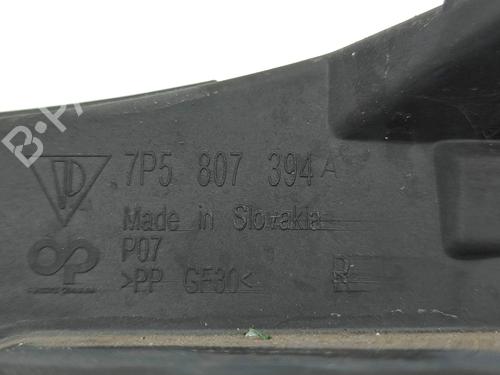 7P5 807 394 A
Made in Slovakia
P07
>PP GF30<
R